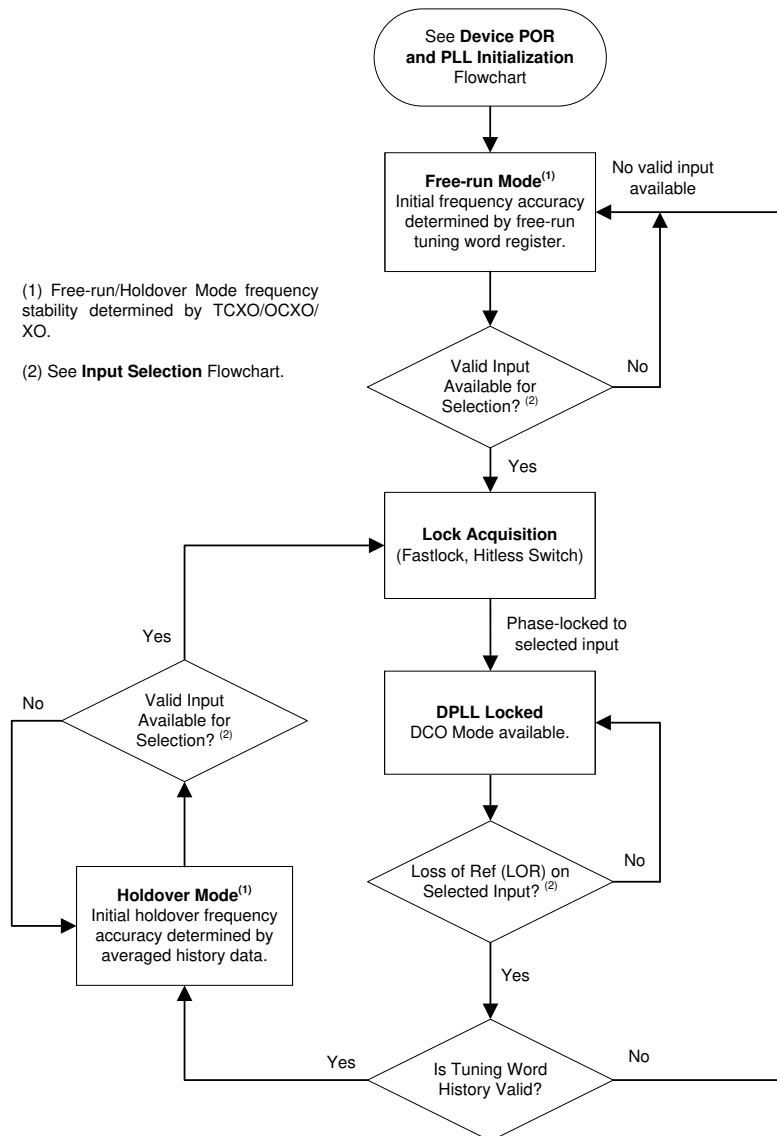 See Device POR
and PLL Initialization
Flowchart
No valid input
available
Free-run Mode(1)
Initial frequency accuracy
determined by free-run
tuning word register.
(1) Free-run/Holdover Mode frequency
stability determined by TCXO/OCXO/
XO.
(2) See Input Selection Flowchart.
Valid Input
Available for
Selection? (2)
No
Yes
Lock Acquisition
(Fastlock, Hitless Switch)
Phase-locked to
selected input
Yes
No
Valid Input
Available for
Selection? (2)
DPLL Locked
DCO Mode available.
Loss of Ref (LOR) on
Selected Input? (2)
No
Holdover Mode(1)
Initial holdover frequency
accuracy determined by
averaged history data.
Yes
Yes
Is Tuning Word
History Valid?
No